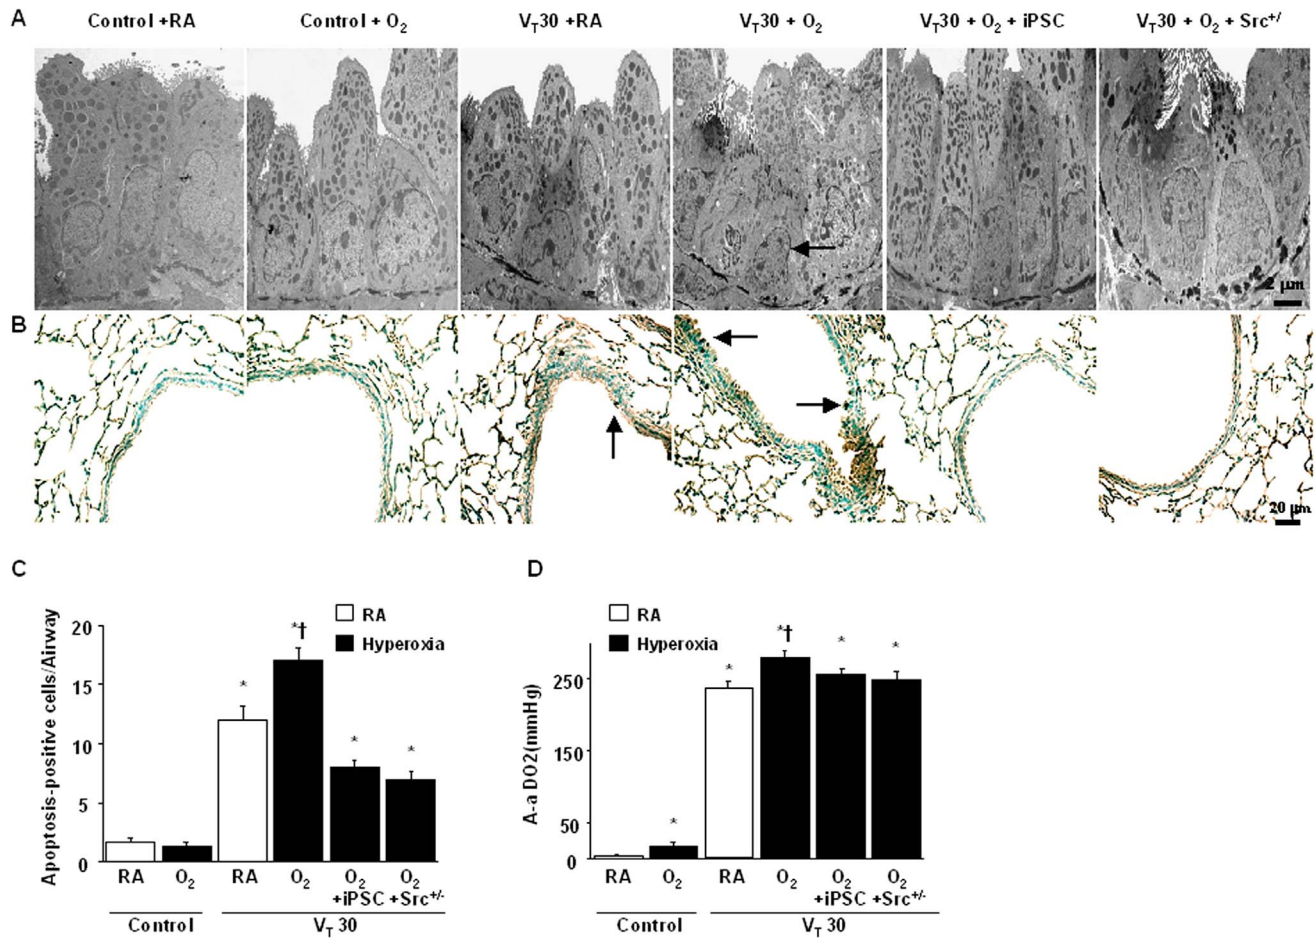 A
Control +RA
Control + O2
VT30 +RA
VT30 + O2
VT30 + O2 + iPSC
VT30 + O2 + Src+/
2 µm
B
20 µm
C
RA
Hyperoxia
Apoptosis-positive cells/Airway
20
15
10
5
0
* *† * *
RA O2 RA O2 O2 O2
+iPSC +Src+/-
Control VT 30
D
RA
Hyperoxia
A-a DO2(mmHg)
250
150
50
0
* * *† * *
RA O2 RA O2 O2 O2
+iPSC +Src+/-
Control VT 30